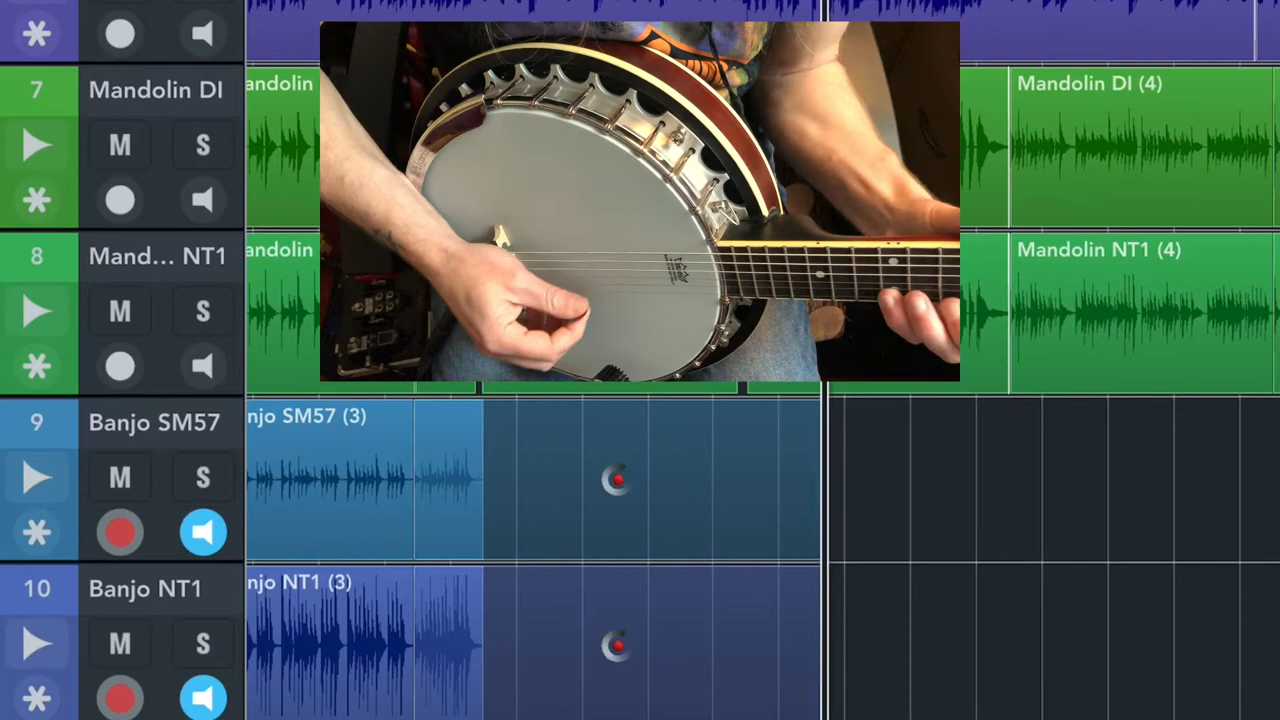 7 Mandolin DI
M S
andolin
Mandolin DI (4)
8 Mand... NT1
M S
andolin
Mandolin NT1 (4)
9 Banjo SM57
M S
njo SM57 (3)
10 Banjo NT1
M S
njo NT1 (3)